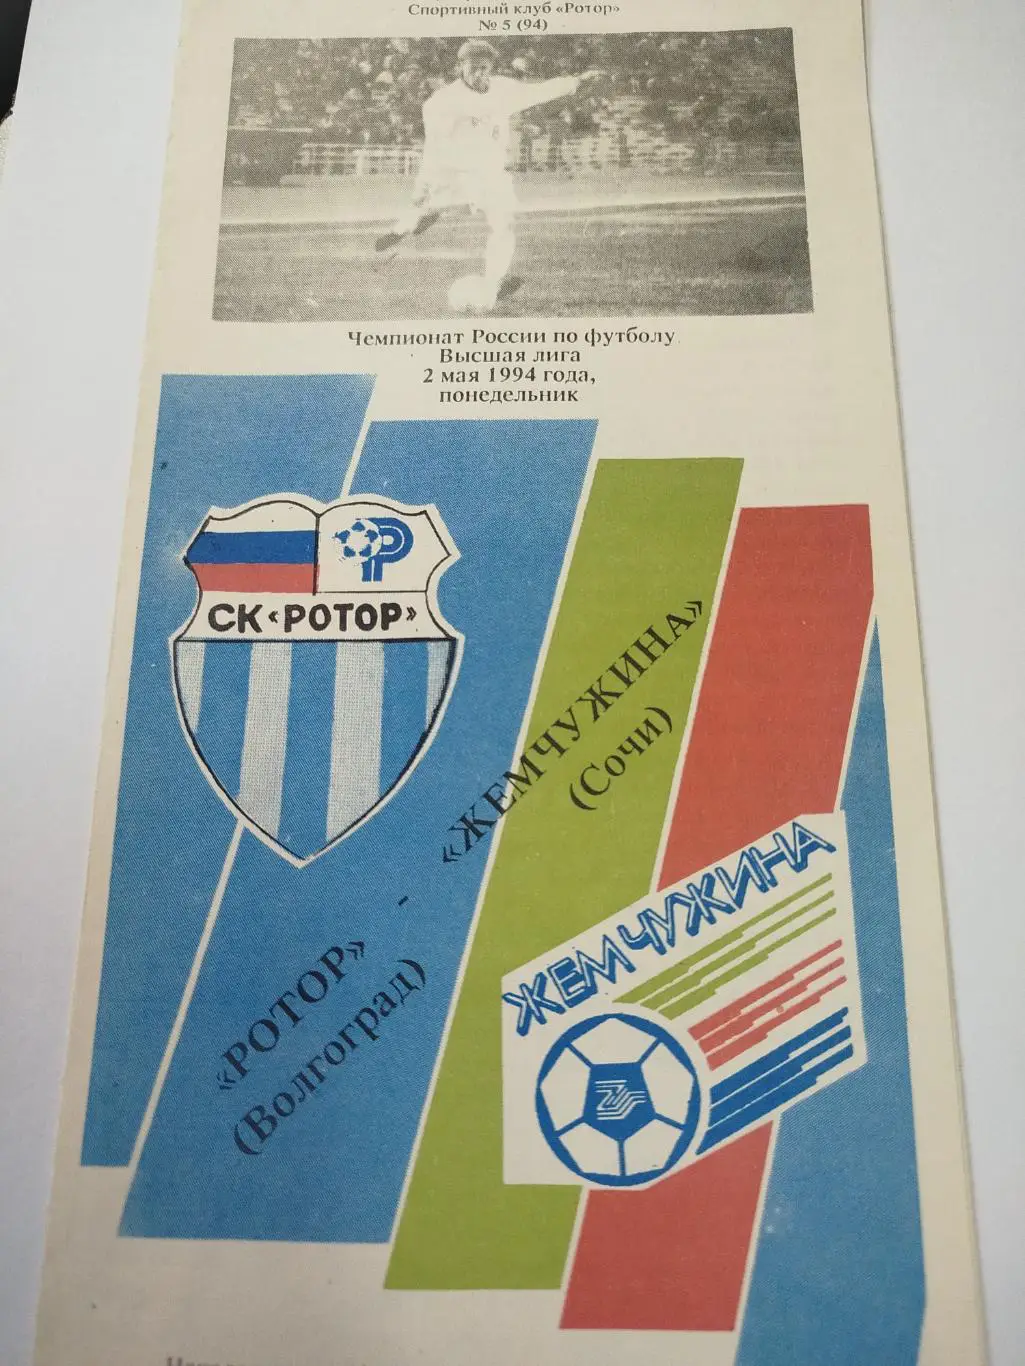 Спортивный клуб «Ротор»
№ 5 (94)
Чемпионат России по футболу
Высшая лига
2 мая 1994 года,
понедельник
Р
СК «РОТОР»
«РОТОР» - «ЖЕМЧУЖИНА»
(Волгоград) (Сочи)
ЖЕМЧУЖИНА